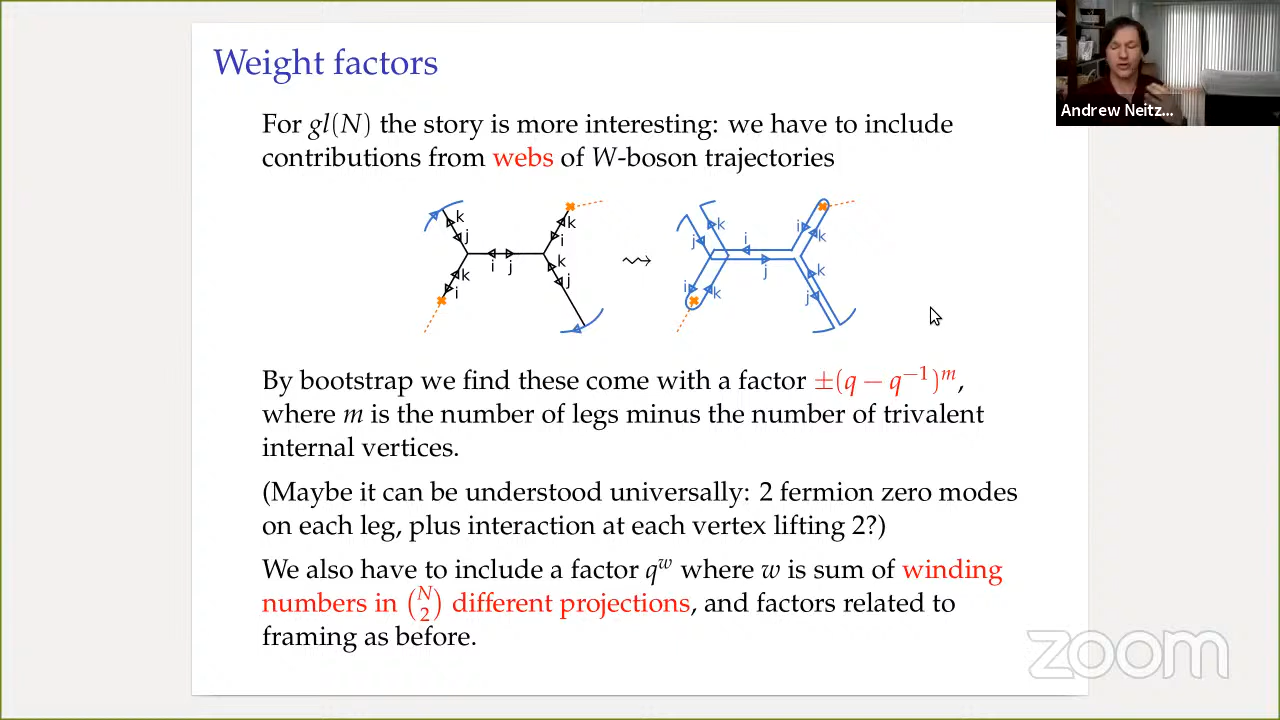 Weight factors
Andrew Neitz...
For gl(N) the story is more interesting: we have to include
contributions from webs of W-boson trajectories
k
j
i j
k
i
k
i
k
j
j
k
i
k
i
j
i
k
k
j
By bootstrap we find these come with a factor ±(q − q⁻¹)ᵐ,
where m is the number of legs minus the number of trivalent
internal vertices.
(Maybe it can be understood universally: 2 fermion zero modes
on each leg, plus interaction at each vertex lifting 2?)
We also have to include a factor qʷ where w is sum of winding
numbers in (N 2) different projections, and factors related to
framing as before.
zoom